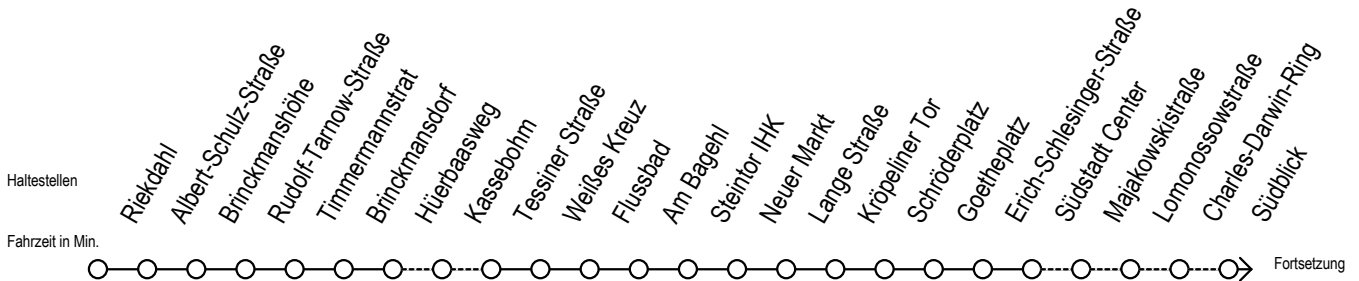 Haltestellen
Riekdahl
Albert-Schulz-Straße
Brinckmanshöhe
Rudolf-Tarnow-Straße
Timmermannstrat
Brinckmansdorf
Hüerbaasweg
Kassebohm
Tessiner Straße
Weißes Kreuz
Flussbad
Am Bagehl
Steintor IHK
Neuer Markt
Lange Straße
Kröpeliner Tor
Schröderplatz
Goetheplatz
Erich-Schlesinger-Straße
Südstadt Center
Majakowskistraße
Lomonossowstraße
Charles-Darwin-Ring
Südblick
Fahrzeit in Min.
Fortsetzung